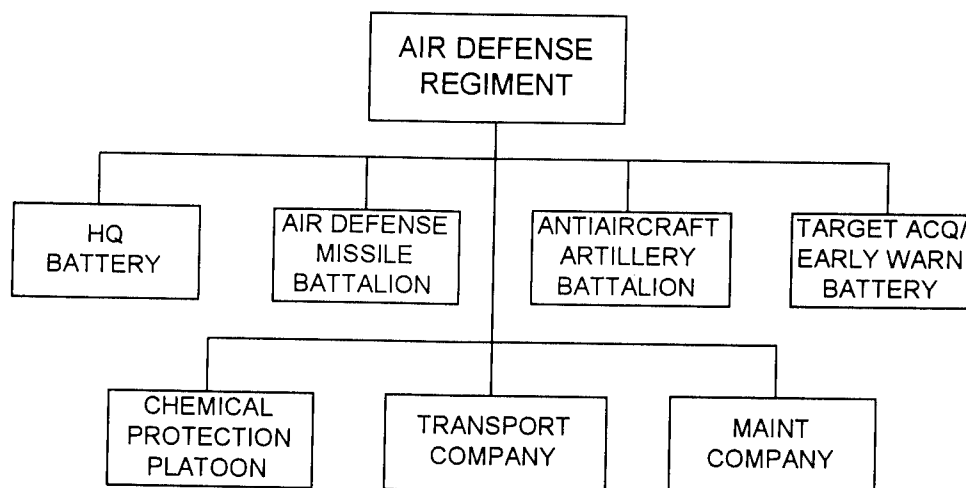 AIR DEFENSE
REGIMENT
HQ
BATTERY
AIR DEFENSE
MISSILE
BATTALION
ANTIAIRCRAFT
ARTILLERY
BATTALION
TARGET ACQ/
EARLY WARN
BATTERY
CHEMICAL
PROTECTION
PLATOON
TRANSPORT
COMPANY
MAINT
COMPANY